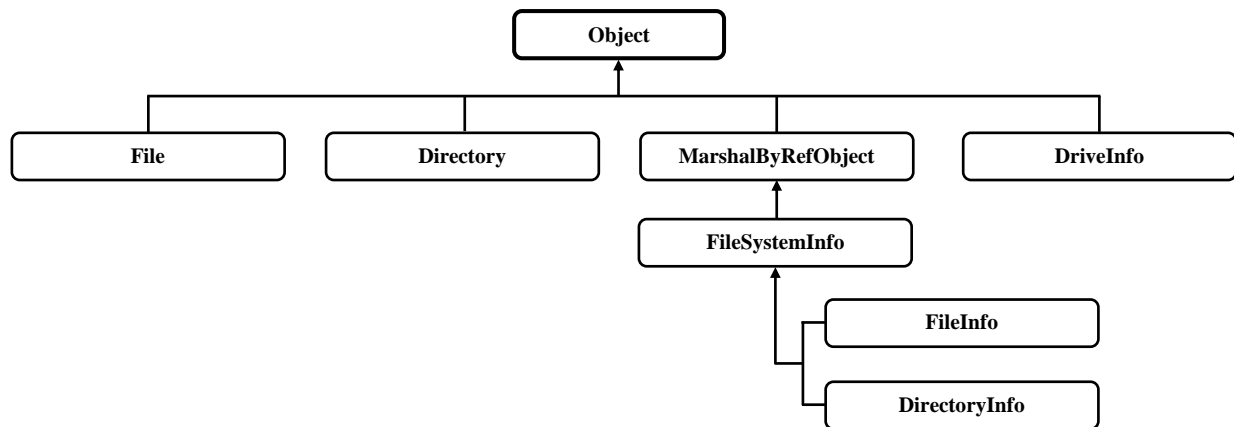 Object
File
Directory
MarshalByRefObject
DriveInfo
FileSystemInfo
FileInfo
DirectoryInfo